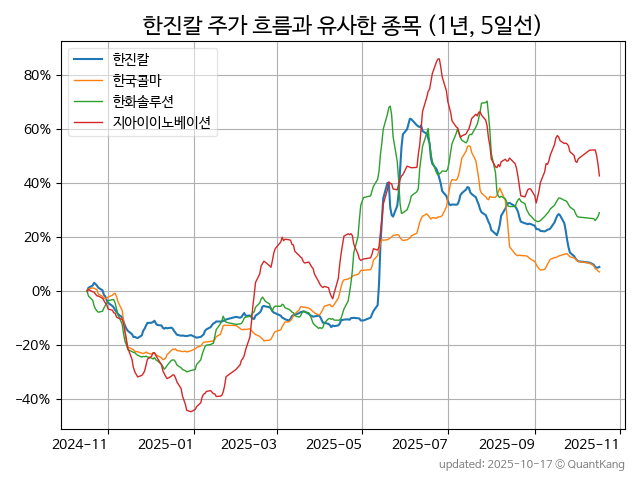 한진칼 주가 흐름과 유사한 종목 (1년, 5일선)
한진칼
한국콜마
한화솔루션
지아이이노베이션
80%
60%
40%
20%
0%
−20%
−40%
2024-11
2025-01
2025-03
2025-05
2025-07
2025-09
2025-11
updated: 2025-10-17 © QuantKang